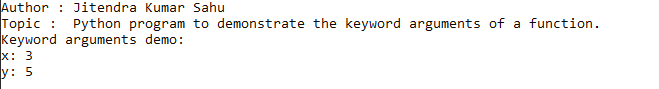 Author : Jitendra Kumar Sahu
Topic :  Python program to demonstrate the keyword arguments of a function.
Keyword arguments demo:
x: 3
y: 5